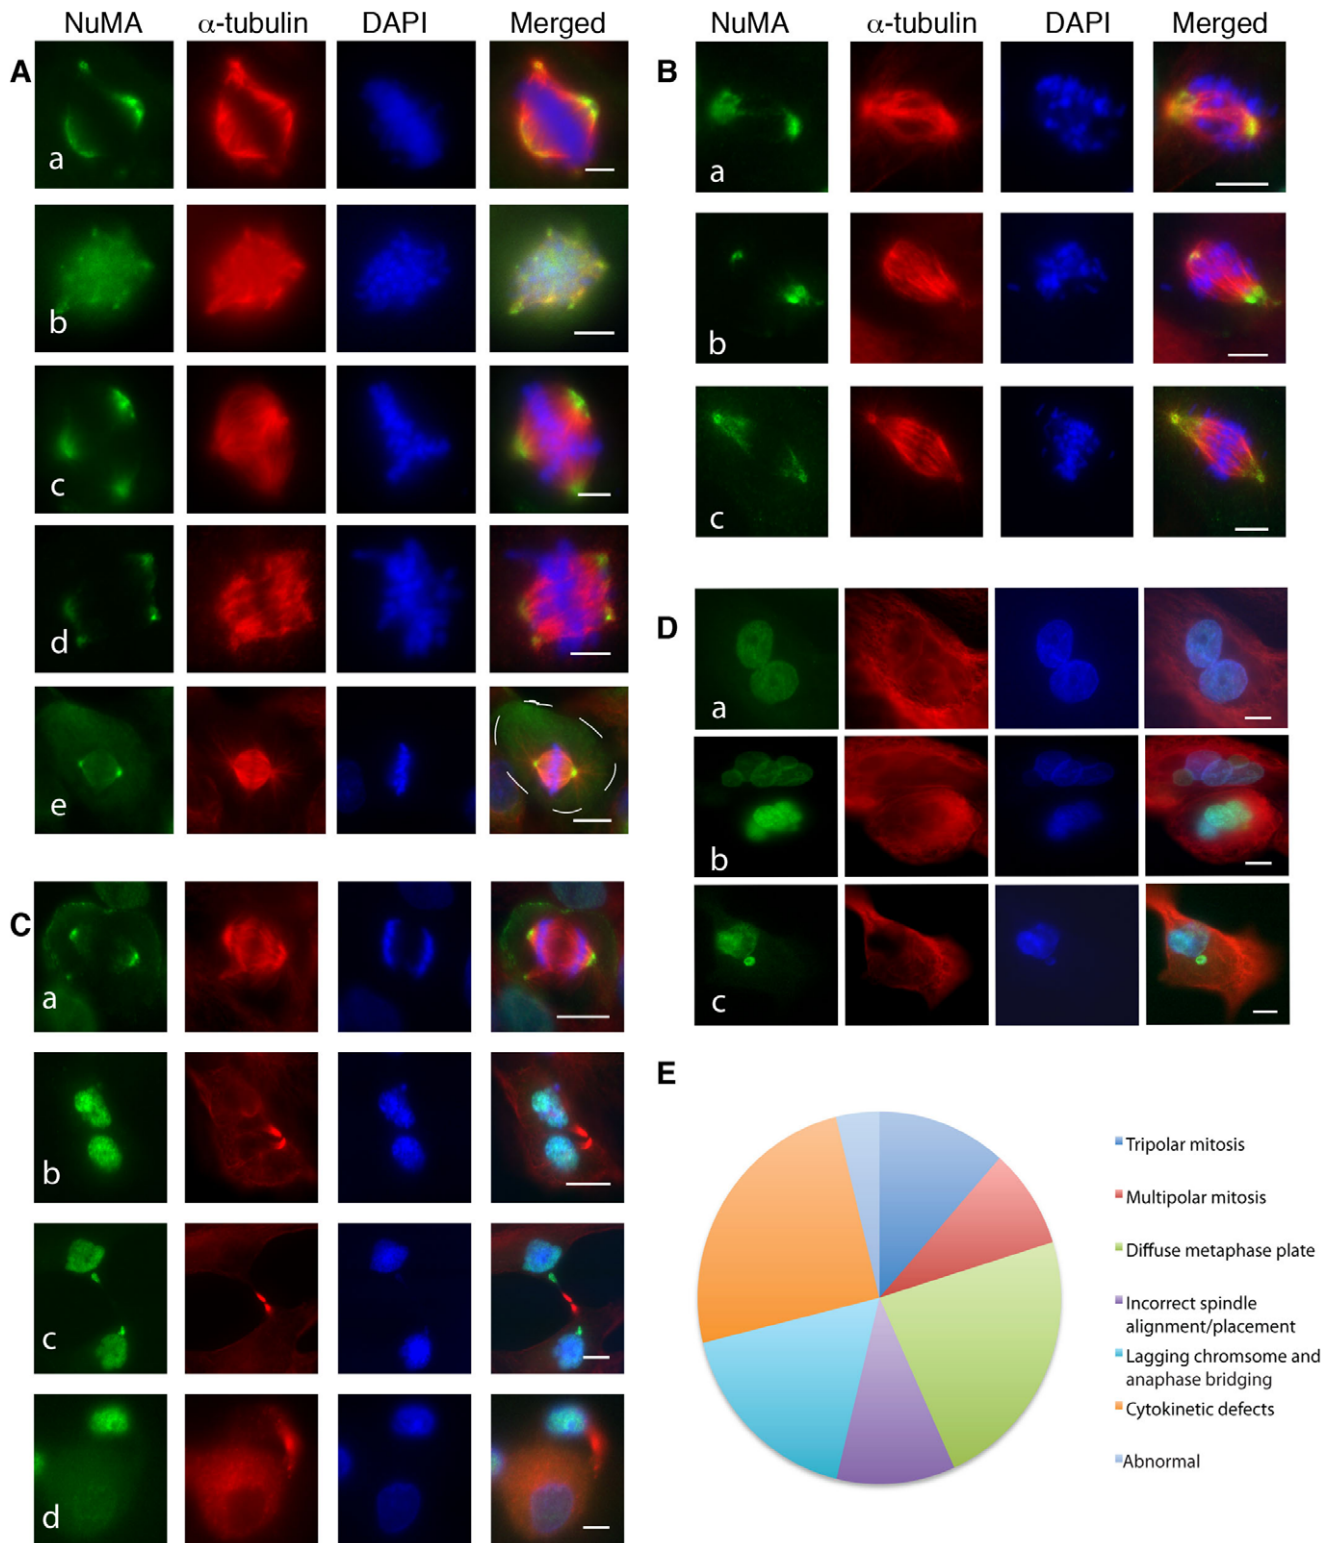 NuMA α-tubulin DAPI Merged
A
a
b
c
d
e
NuMA α-tubulin DAPI Merged
B
a
b
c
C
a
b
c
d
D
a
b
c
E
Tripolar mitosis
Multipolar mitosis
Diffuse metaphase plate
Incorrect spindle
alignment/placement
Lagging chromsome and
anaphase bridging
Cytokinetic defects
Abnormal